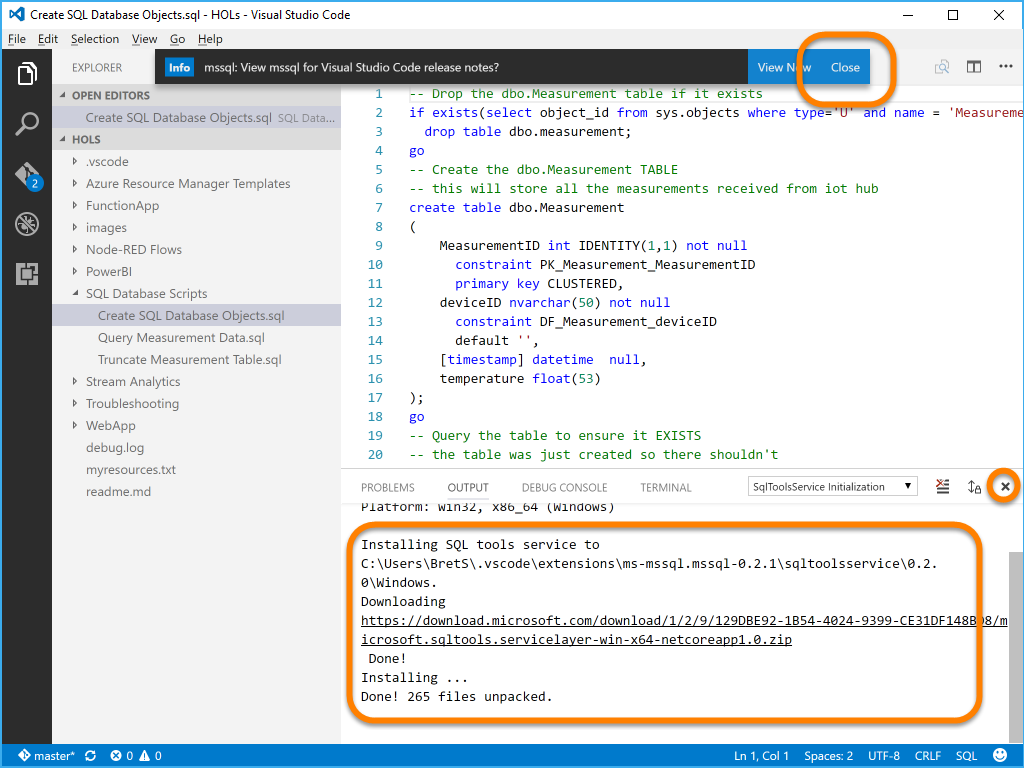 Create SQL Database Objects.sql - HOLs - Visual Studio Code
File Edit Selection View Go Help
EXPLORER
Info mssql: View mssql for Visual Studio Code release notes? View Now Close
OPEN EDITORS
Create SQL Database Objects.sql SQL Data...
HOLS
.vscode
Azure Resource Manager Templates
FunctionApp
images
Node-RED Flows
PowerBI
SQL Database Scripts
Create SQL Database Objects.sql
Query Measurement Data.sql
Truncate Measurement Table.sql
Stream Analytics
Troubleshooting
WebApp
debug.log
myresources.txt
readme.md
2
1 -- Drop the dbo.Measurement table if it exists
2 if exists(select object_id from sys.objects where type='U' and name = 'Measureme
3 drop table dbo.measurement;
4 go
5 -- Create the dbo.Measurement TABLE
6 -- this will store all the measurements received from iot hub
7 create table dbo.Measurement
8 (
9 MeasurementID int IDENTITY(1,1) not null
10 constraint PK_Measurement_MeasurementID
11 primary key CLUSTERED,
12 deviceID nvarchar(50) not null
13 constraint DF_Measurement_deviceID
14 default '',
15 [timestamp] datetime  null,
16 temperature float(53)
17 );
18 go
19 -- Query the table to ensure it EXISTS
20 -- the table was just created so there shouldn't
PROBLEMS OUTPUT DEBUG CONSOLE TERMINAL SqlToolsService Initialization
Platform: win32, x86_64 (Windows)
Installing SQL tools service to
C:\Users\BretS\.vscode\extensions\ms-mssql.mssql-0.2.1\sqltoolsservice\0.2.
0\Windows.
Downloading
https://download.microsoft.com/download/1/2/9/129DBE92-1B54-4024-9399-CE31DF148B08/m
icrosoft.sqltools.servicelayer-win-x64-netcoreapp1.0.zip
Done!
Installing ...
Done! 265 files unpacked.
master* 0 0 Ln 1, Col 1 Spaces: 2 UTF-8 CRLF SQL